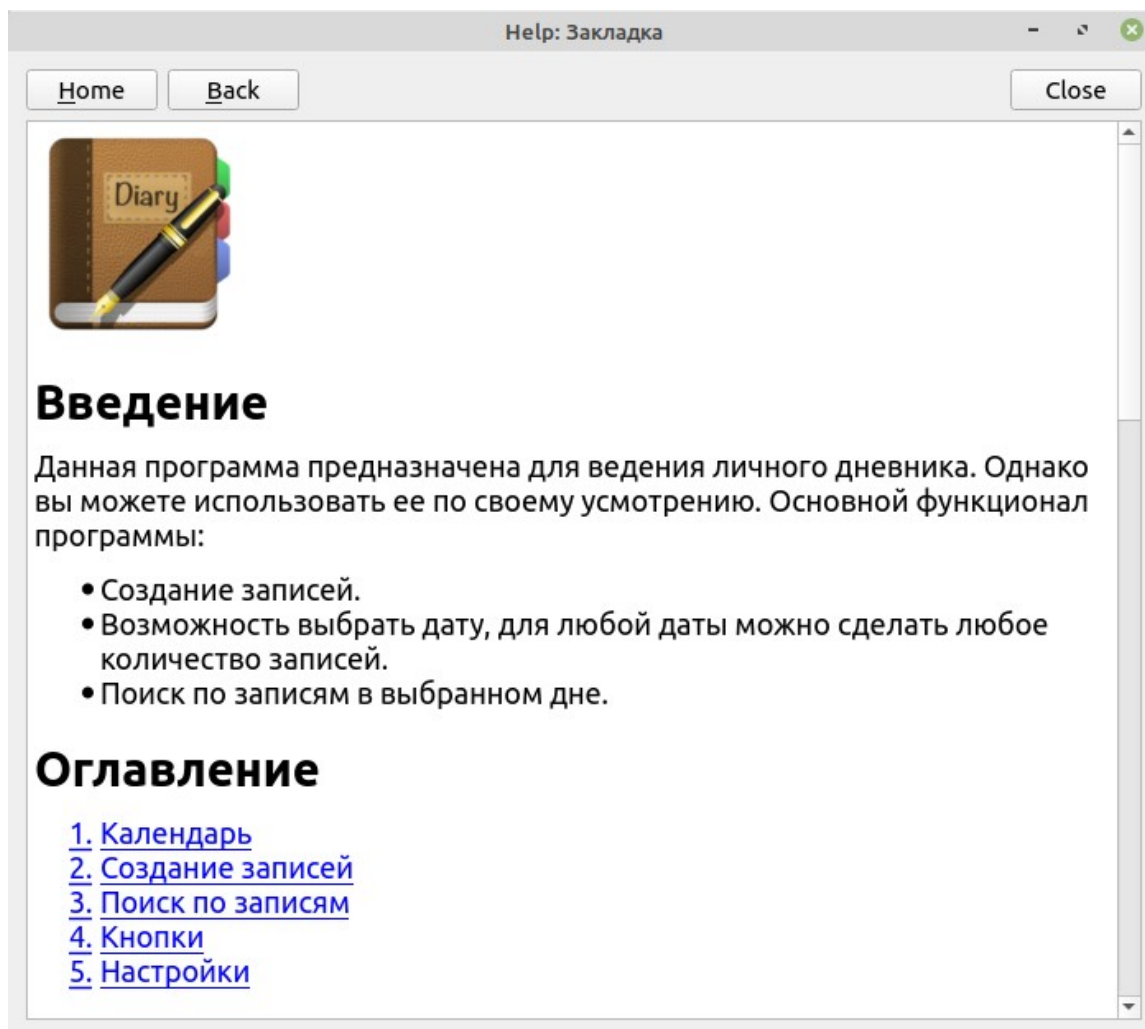 Help: Закладка
Home Back Close
Diary
Введение
Данная программа предназначена для ведения личного дневника. Однако
вы можете использовать ее по своему усмотрению. Основной функционал
программы:
• Создание записей.
• Возможность выбрать дату, для любой даты можно сделать любое
количество записей.
• Поиск по записям в выбранном дне.
Оглавление
1. Календарь
2. Создание записей
3. Поиск по записям
4. Кнопки
5. Настройки